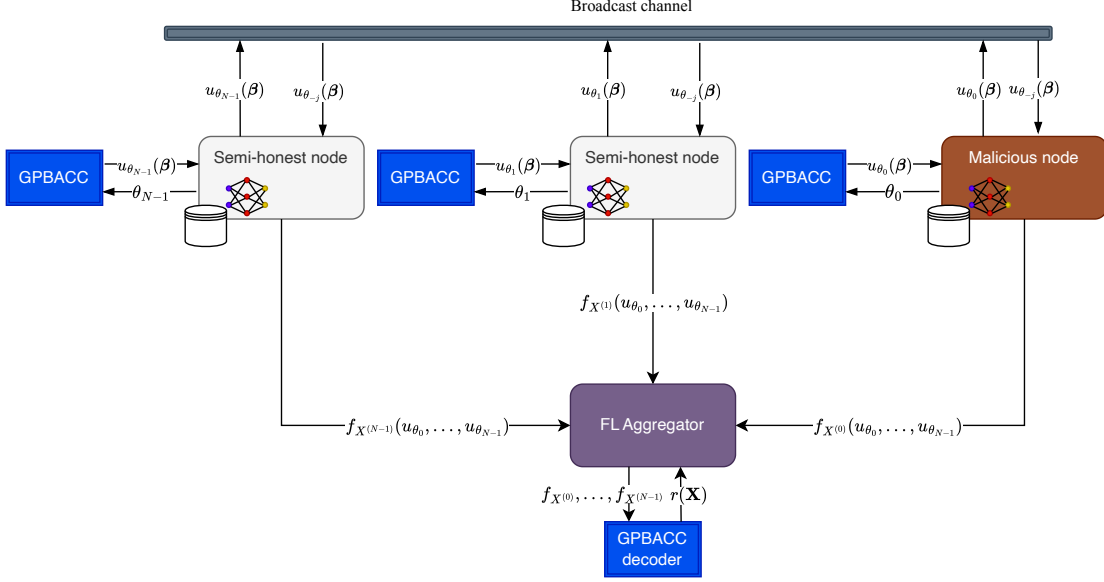 Broadcast channel
u_{θ_{N−1}}(β) u_{θ_{−j}}(β) u_{θ_1}(β) u_{θ_{−j}}(β) u_{θ_0}(β) u_{θ_{−j}}(β)
GPBACC u_{θ_{N−1}}(β) Semi-honest node GPBACC u_{θ_1}(β) Semi-honest node GPBACC u_{θ_0}(β) Malicious node
θ_{N−1} θ_1 θ_0
f_{X^{(1)}}(u_{θ_0}, . . . , u_{θ_{N−1}})
f_{X^{(N−1)}}(u_{θ_0}, . . . , u_{θ_{N−1}}) FL Aggregator f_{X^{(0)}}(u_{θ_0}, . . . , u_{θ_{N−1}})
f_{X^{(0)}}, . . . , f_{X^{(N−1)}} r(X)
GPBACC
decoder